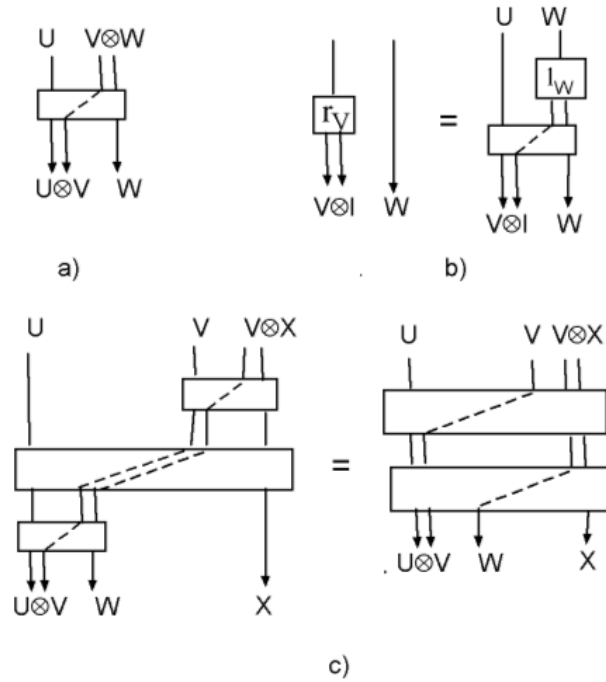 U V⊗W
U⊗V W
a)
r_V
V⊗I W
=
U W
l_W
V⊗I W
b)
U V V⊗X
U⊗V W X
=
U V V⊗X
U⊗V W X
c)